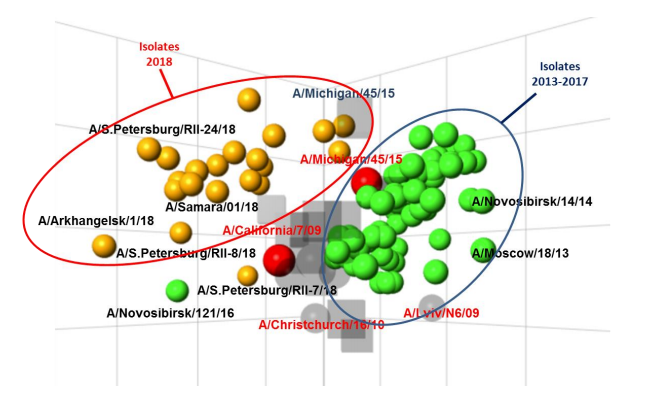 Isolates
2018
Isolates
2013-2017
A/Michigan/45/15
A/S.Petersburg/RII-24/18
A/Michigan/45/15
A/Novosibirsk/14/14
A/Samara/01/18
A/Arkhangelsk/1/18
A/California/7/09
A/S.Petersburg/RII-8/18
A/Moscow/18/13
A/S.Petersburg/RII-7/18
A/Novosibirsk/121/16
A/Christchurch/16/10
A/Lviv/N6/09